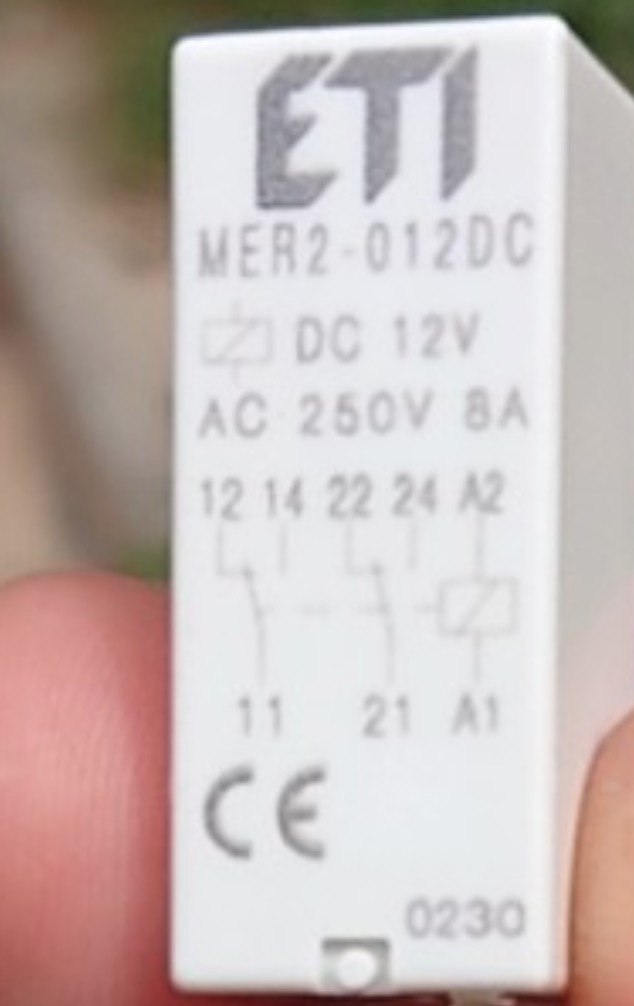 ETI
MER2-012DC
DC 12V
AC 250V 8A
12 14 22 24 A2
11 21 A1
CE
0230